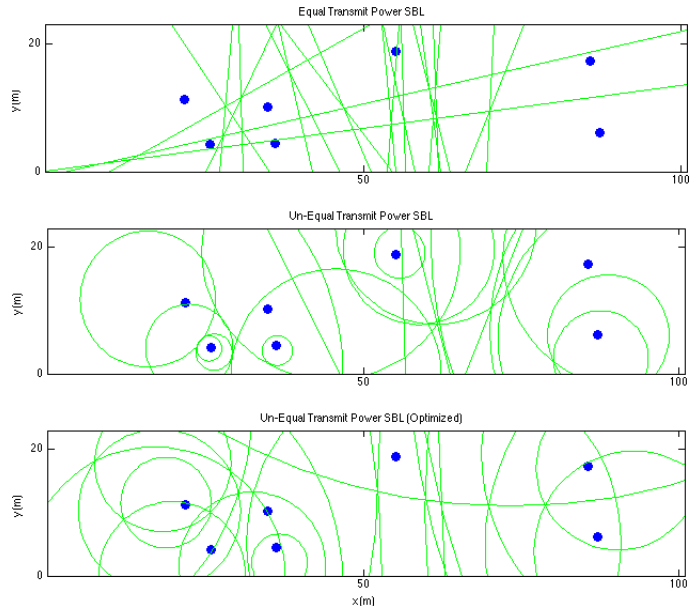 Equal Transmit Power SBL
20
y(m)
0
50
100
Un-Equal Transmit Power SBL
20
y(m)
0
50
100
Un-Equal Transmit Power SBL (Optimized)
20
y(m)
0
50
100
x(m)